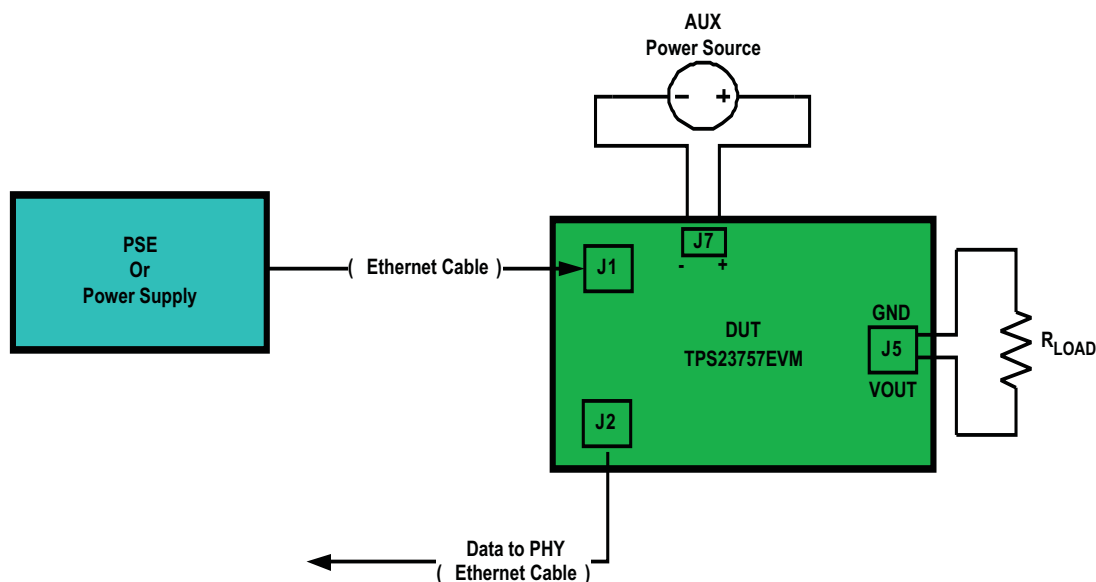 AUX
Power Source
- +
PSE
Or
Power Supply
( Ethernet Cable )
J1
J7
- +
DUT
TPS23757EVM
GND
J5
VOUT
RLOAD
J2
Data to PHY
( Ethernet Cable )